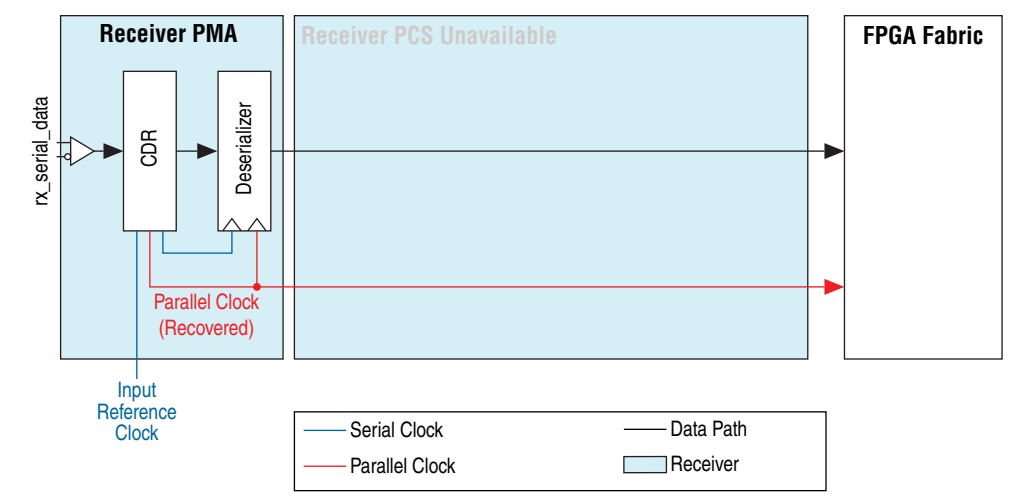 Receiver PMA
Receiver PCS Unavailable
FPGA Fabric
rx_serial_data
CDR
Deserializer
Parallel Clock
(Recovered)
Input
Reference
Clock
Serial Clock
Data Path
Parallel Clock
Receiver